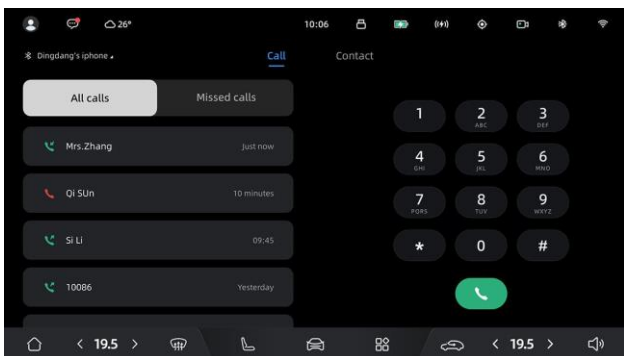 26° 10:06
Dingdang's iphone Call Contact
All calls Missed calls
Mrs.Zhang Just now
Qi SUn 10 minutes
Si Li 09:45
10086 Yesterday
1 2 3
ABC DEF
4 5 6
GHI JKL MNO
7 8 9
PQRS TUV WXYZ
* 0 #
< 19.5 > < 19.5 >